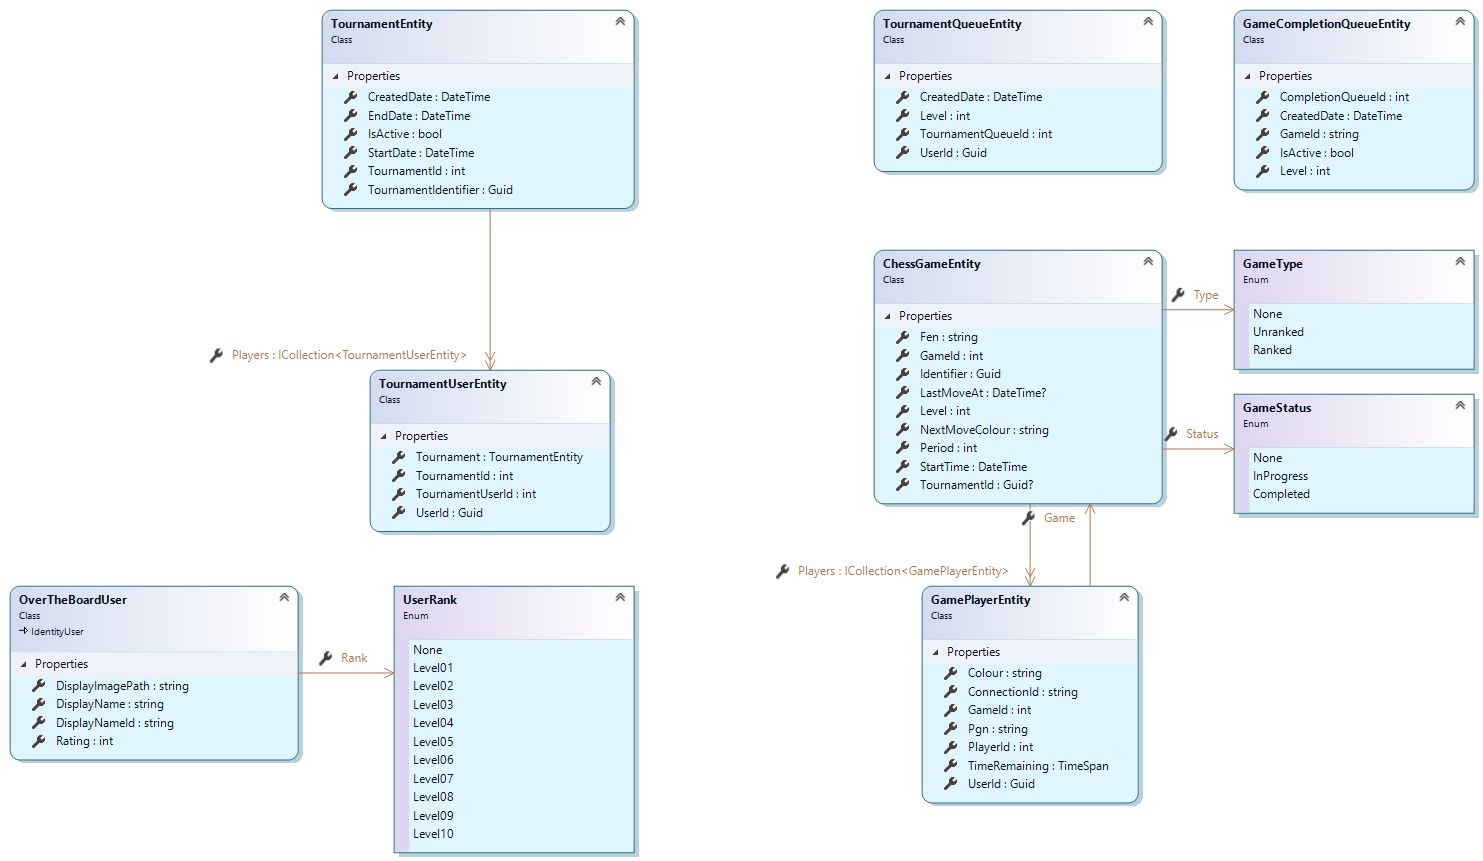 TournamentEntity
Class
Properties
CreatedDate : DateTime
EndDate : DateTime
IsActive : bool
StartDate : DateTime
TournamentId : int
TournamentIdentifier : Guid
TournamentQueueEntity
Class
Properties
CreatedDate : DateTime
Level : int
TournamentQueueId : int
UserId : Guid
GameCompletionQueueEntity
Class
Properties
CompletionQueueId : int
CreatedDate : DateTime
GameId : string
IsActive : bool
Level : int
Players : ICollection<TournamentUserEntity>
TournamentUserEntity
Class
Properties
Tournament : TournamentEntity
TournamentId : int
TournamentUserId : int
UserId : Guid
ChessGameEntity
Class
Properties
Fen : string
GameId : int
Identifier : Guid
LastMoveAt : DateTime?
Level : int
NextMoveColour : string
Period : int
StartTime : DateTime
TournamentId : Guid?
Type
GameType
Enum
None
Unranked
Ranked
Status
GameStatus
Enum
None
InProgress
Completed
Game
Players : ICollection<GamePlayerEntity>
OverTheBoardUser
Class
IdentityUser
Properties
DisplayImagePath : string
DisplayName : string
DisplayNameId : string
Rating : int
Rank
UserRank
Enum
None
Level01
Level02
Level03
Level04
Level05
Level06
Level07
Level08
Level09
Level10
GamePlayerEntity
Class
Properties
Colour : string
ConnectionId : string
GameId : int
Pgn : string
PlayerId : int
TimeRemaining : TimeSpan
UserId : Guid